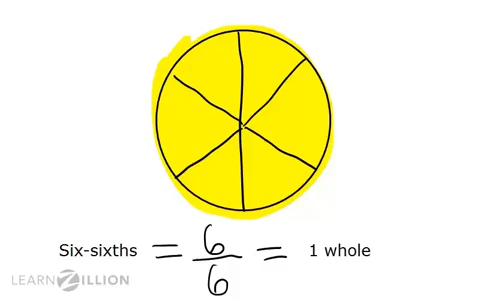 Six-sixths = 6/6 = 1 whole
LEARNZILLION